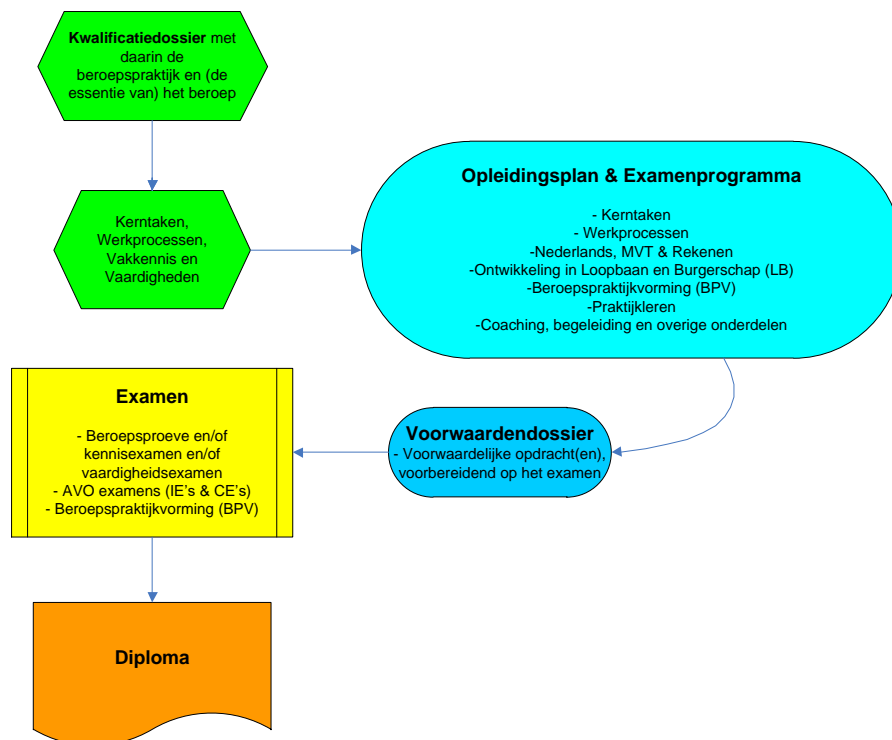 Kwalificatiedossier met
daarin de
beroepspraktijk en (de
essentie van) het beroep
Kerntaken,
Werkprocessen,
Vakkennis en
Vaardigheden
Opleidingsplan & Examenprogramma
- Kerntaken
- Werkprocessen
-Nederlands, MVT & Rekenen
-Ontwikkeling in Loopbaan en Burgerschap (LB)
-Beroepspraktijkvorming (BPV)
-Praktijkleren
-Coaching, begeleiding en overige onderdelen
Voorwaardendossier
- Voorwaardelijke opdracht(en),
voorbereidend op het examen
Examen
- Beroepsproeve en/of
kennisexamen en/of
vaardigheidsexamen
- AVO examens (IE's & CE's)
- Beroepspraktijkvorming (BPV)
Diploma